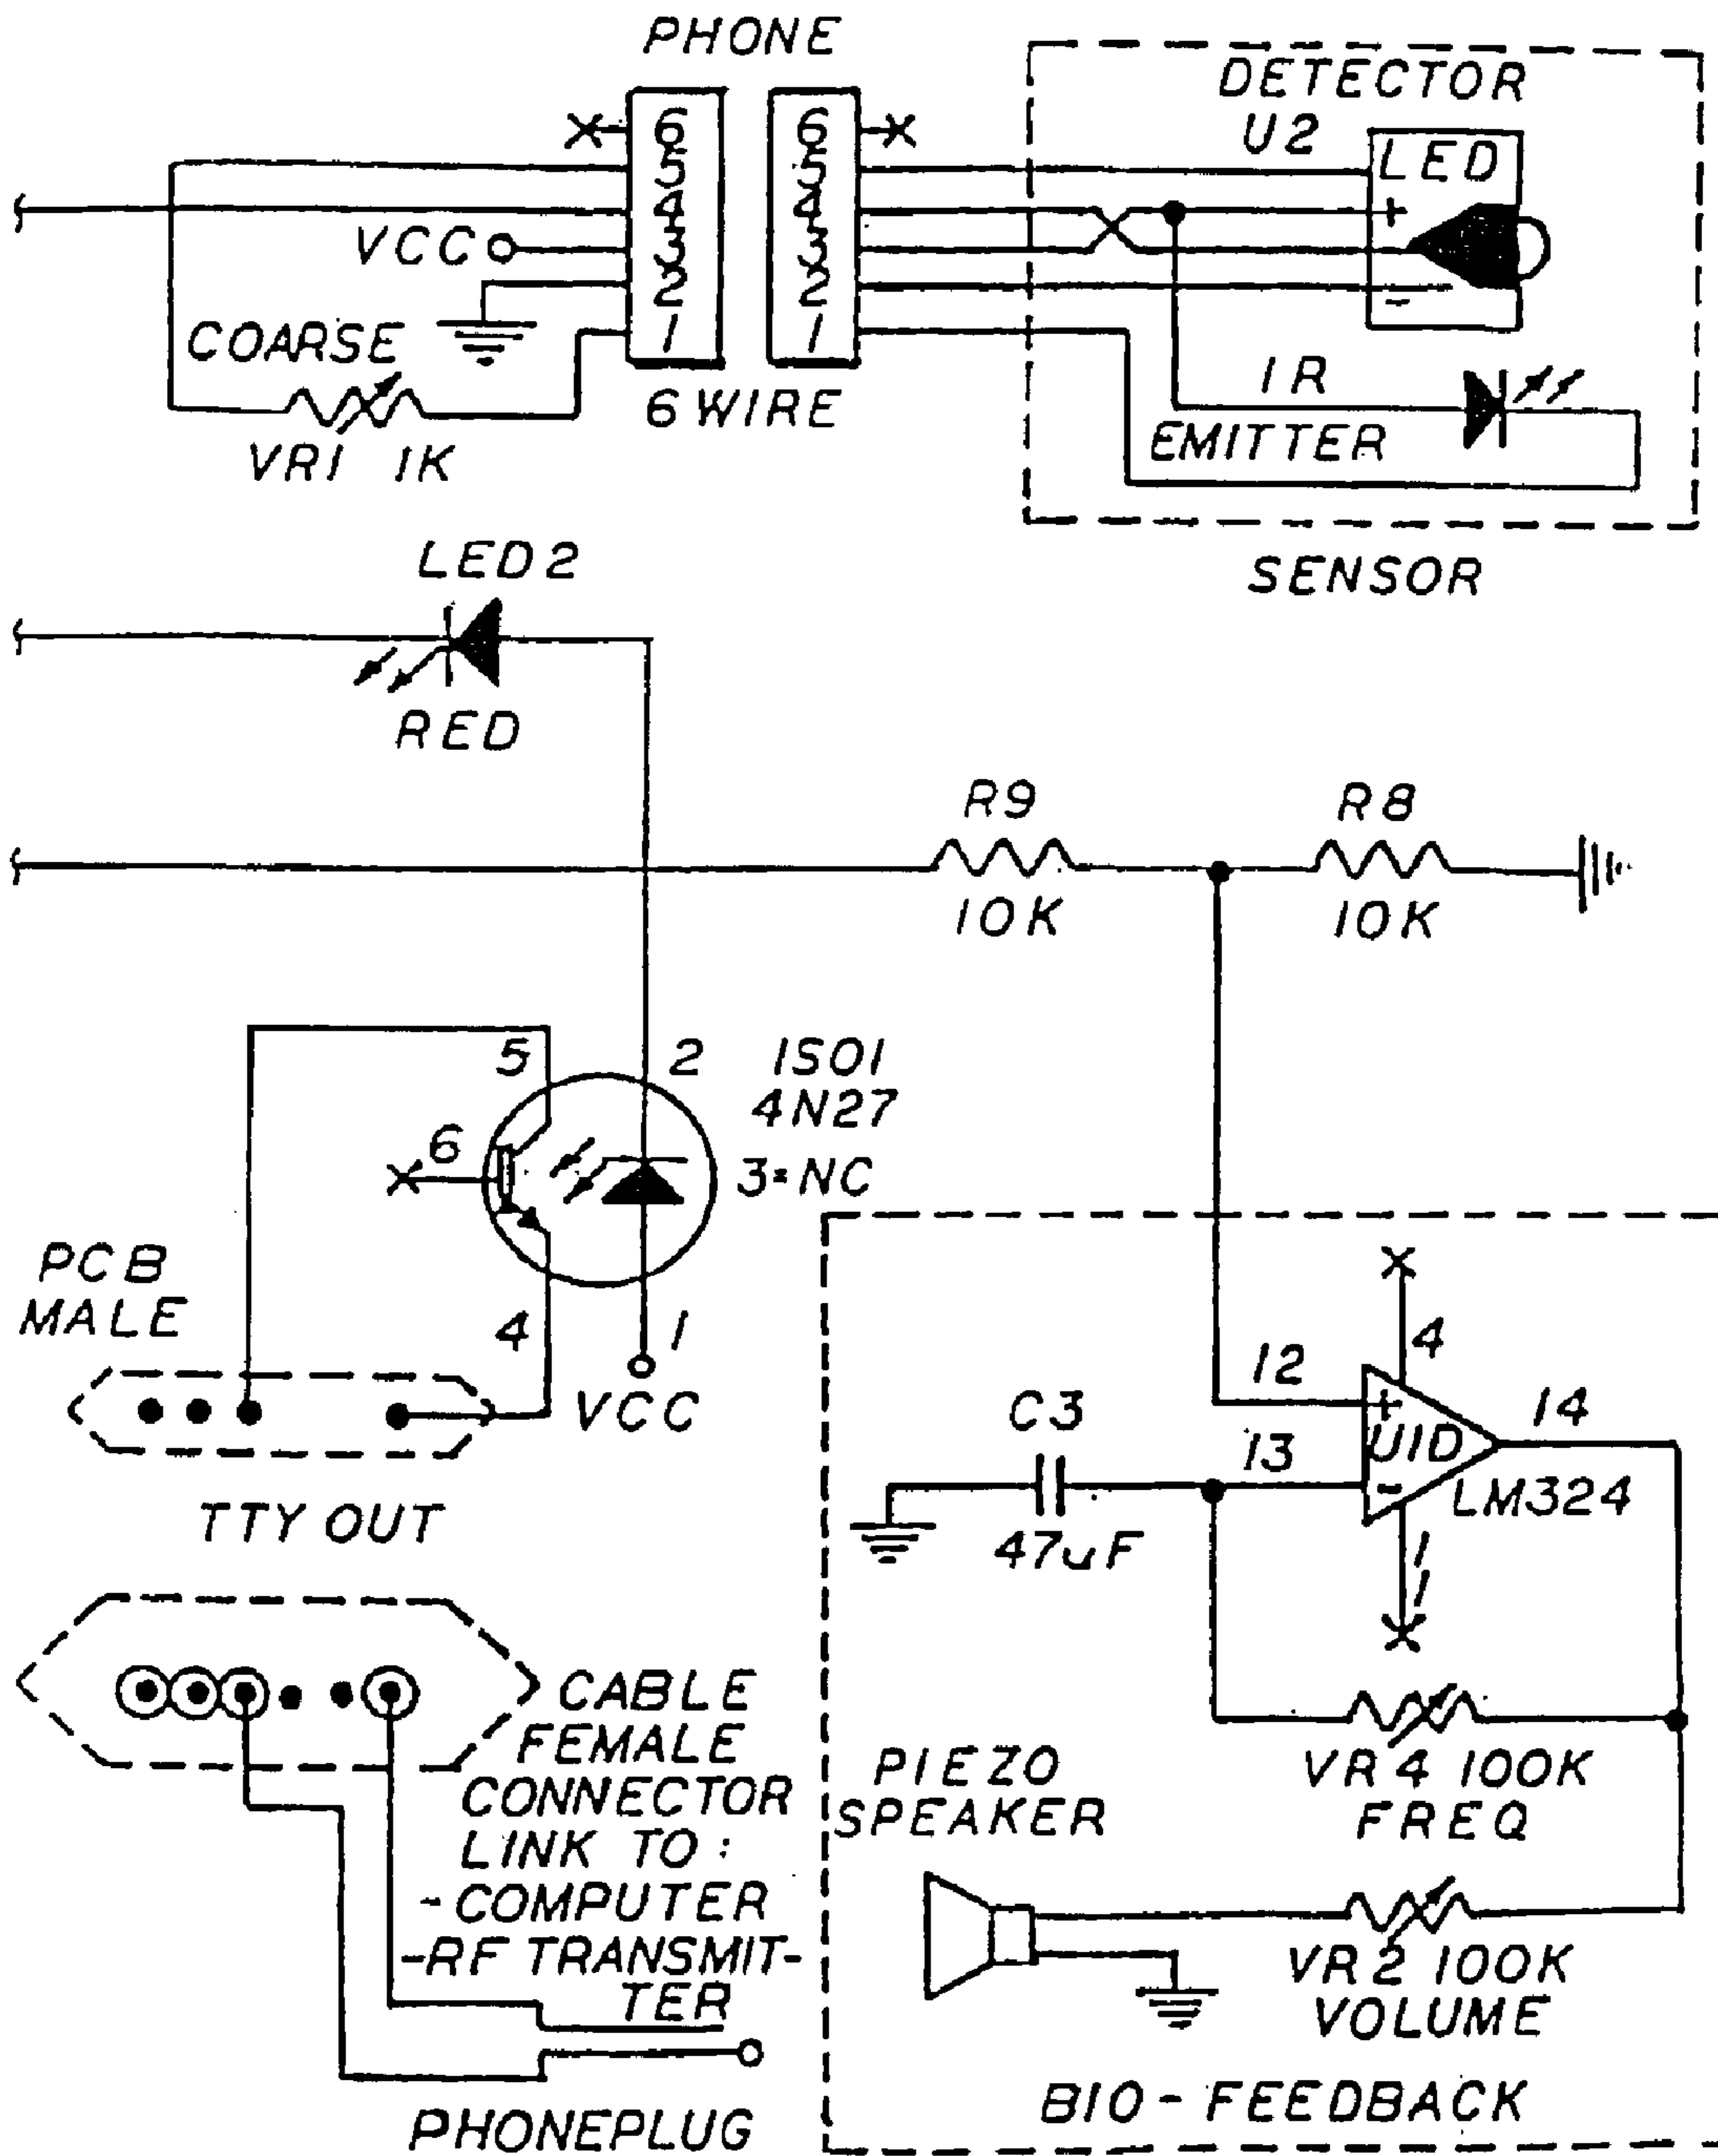 PHONE
6 6
5 5
4 4
VCC 3 3
2 2
1 1
6 WIRE
COARSE
VR1 1K
DETECTOR
U2
LED
+
-
IR
EMITTER
SENSOR
LED2
RED
R9
10K
R8
10K
5 2
ISO1
4N27
6
3=NC
4 1
VCC
PCB
MALE
TTY OUT
CABLE
FEMALE
CONNECTOR
LINK TO:
-COMPUTER
-RF TRANSMIT-
TER
PHONEPLUG
4
12
+
14
U1D
C3
13
-
LM324
47uF
11
VR4 100K
FREQ
PIEZO
SPEAKER
VR2 100K
VOLUME
BIO-FEEDBACK